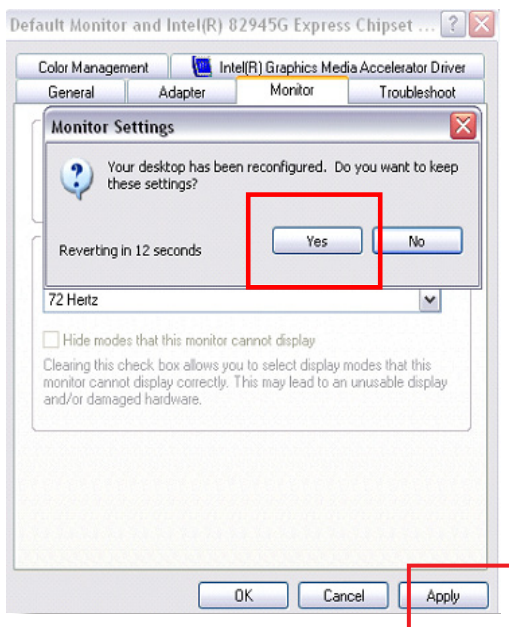 Default Monitor and Intel(R) 82945G Express Chipset ... ?
Color Management Intel(R) Graphics Media Accelerator Driver
General Adapter Monitor Troubleshoot
Monitor Settings
Your desktop has been reconfigured. Do you want to keep
these settings?
Yes No
Reverting in 12 seconds
72 Hertz
Hide modes that this monitor cannot display
Clearing this check box allows you to select display modes that this
monitor cannot display correctly. This may lead to an unusable display
and/or damaged hardware.
OK Cancel Apply